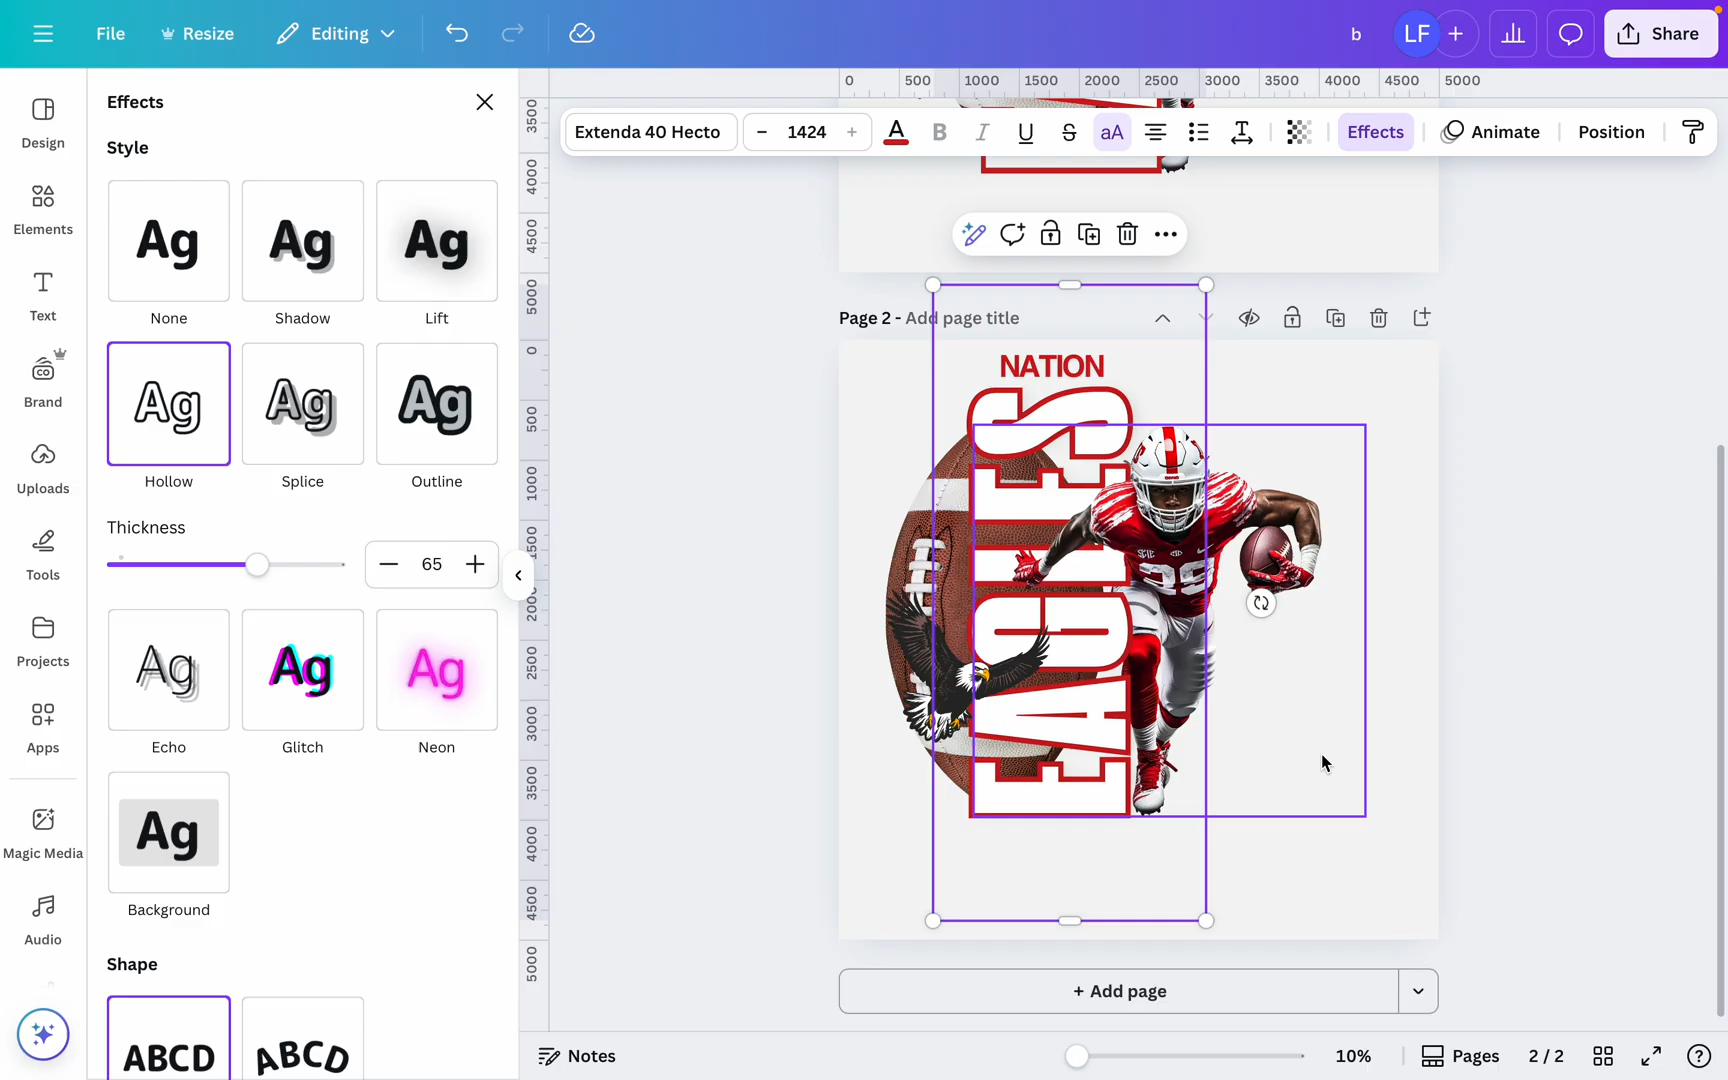 File
Resize
Editing
b
LF
Share
Design
Elements
Text
Brand
Uploads
Tools
Projects
Apps
Magic Media
Audio
Effects
Style
Ag
None
Ag
Shadow
Ag
Lift
Ag
Hollow
Ag
Splice
Ag
Outline
Thickness
65
Ag
Echo
Ag
Glitch
Ag
Neon
Ag
Background
Shape
ABCD
ABCD
0 500 1000 1500 2000 2500 3000 3500 4000 4500 5000
3500
4000
4500
5000
0
500
1000
1500
2000
2500
3000
3500
4000
4500
5000
Extenda 40 Hecto
1424
A
B
I
U
S
aA
T
Effects
Animate
Position
Page 2 - Add page title
NATION
EAGLES
+ Add page
Notes
10%
Pages
2 / 2